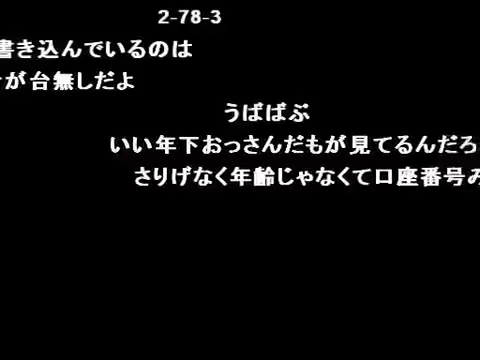 2-78-3
書き込んでいるのは
が台無しだよ
うばばぶ
いい年下おっさんだもが見てるんだろ
さりげなく年齢じゃなくて口座番号み